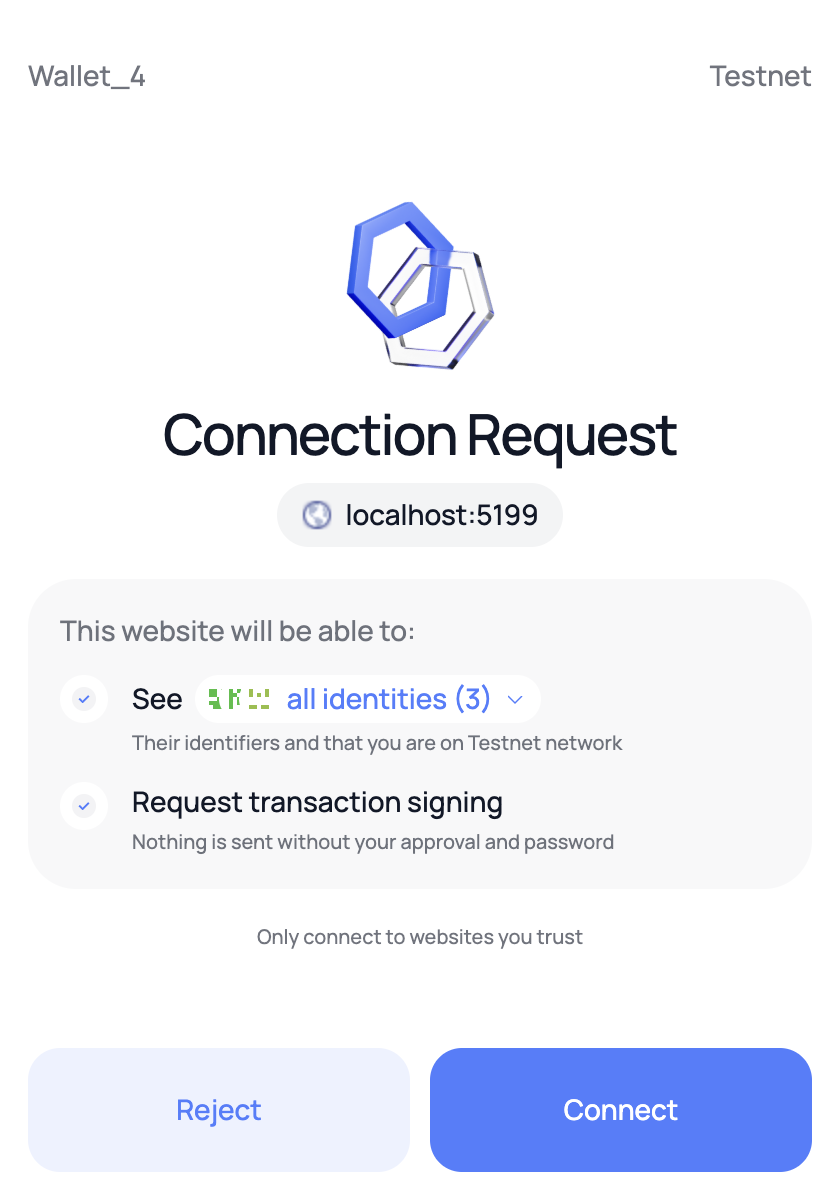 Wallet_4
Testnet
Connection Request
localhost:5199
This website will be able to:
See all identities (3)
Their identifiers and that you are on Testnet network
Request transaction signing
Nothing is sent without your approval and password
Only connect to websites you trust
Reject
Connect